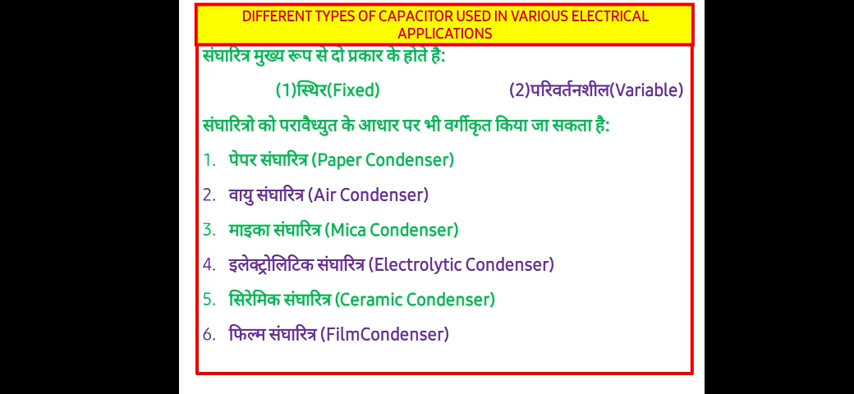 DIFFERENT TYPES OF CAPACITOR USED IN VARIOUS ELECTRICAL
APPLICATIONS
संघारित्र मुख्य रूप से दो प्रकार के होते है:
(1)स्थिर(Fixed) (2)परिवर्तनशील(Variable)
संघारित्रो को परावैध्युत के आधार पर भी वर्गीकृत किया जा सकता है:
1. पेपर संघारित्र (Paper Condenser)
2. वायु संघारित्र (Air Condenser)
3. माइका संघारित्र (Mica Condenser)
4. इलेक्ट्रोलिटिक संघारित्र (Electrolytic Condenser)
5. सिरेमिक संघारित्र (Ceramic Condenser)
6. फिल्म संघारित्र (FilmCondenser)